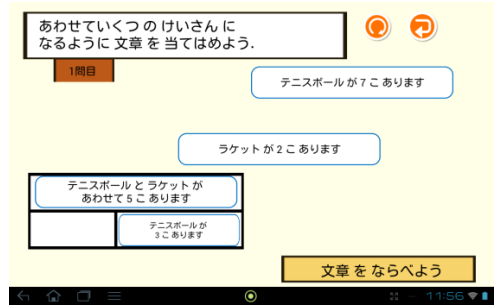 あわせていくつ の けいさん に
なるように 文章 を 当てはめよう.
1問目
テニスボール が 7 こ あります
ラケット が 2 こ あります
テニスボール と ラケット が
あわせて 5 こ あります
テニスボール が
3 こ あります
文章 を ならべよう
11:56